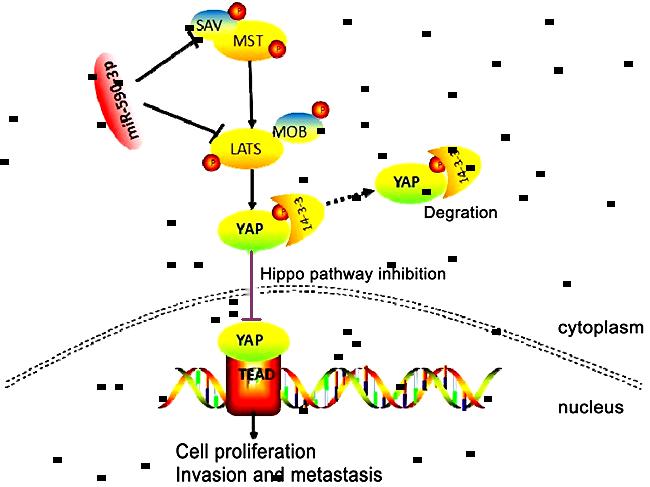 SAV
P
MST
P
miR-590-3p
P
MOB
LATS
P
P
14-3-3
YAP
P
14-3-3
YAP
Degration
Hippo pathway inhibition
YAP
cytoplasm
TEAD
nucleus
Cell proliferation
Invasion and metastasis